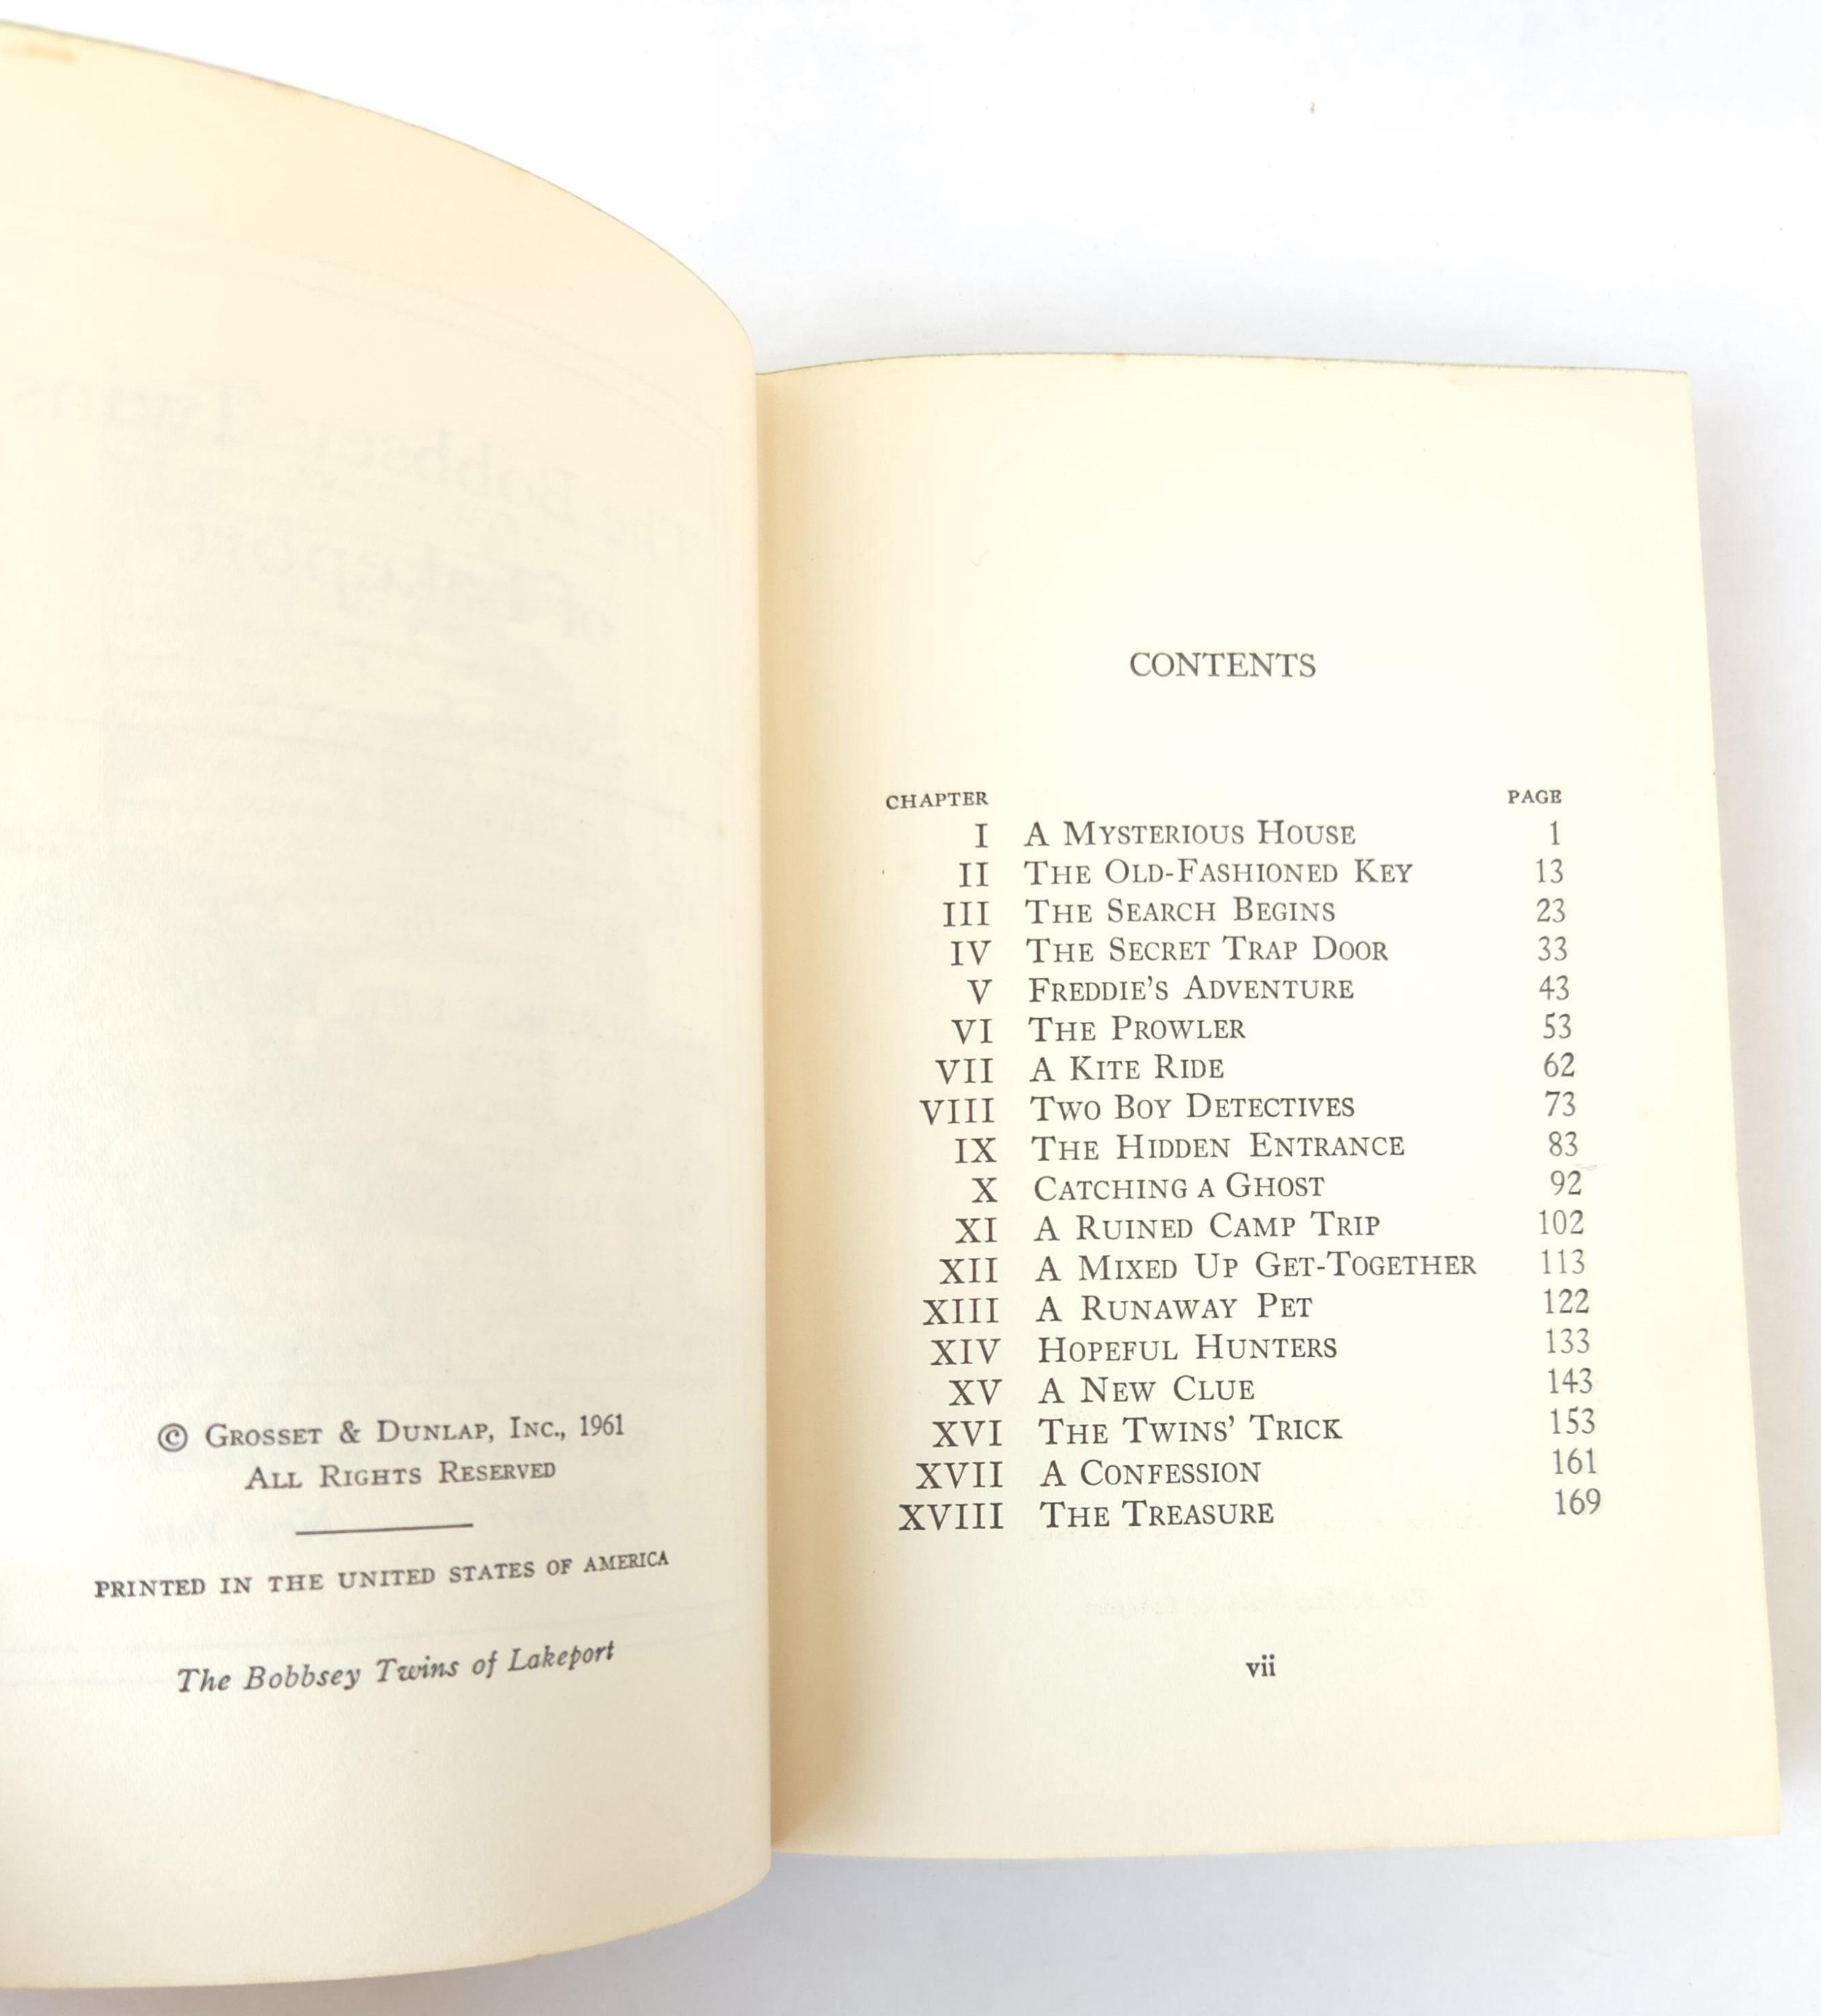 © Grosset & Dunlap, Inc., 1961
All Rights Reserved
PRINTED IN THE UNITED STATES OF AMERICA
The Bobbsey Twins of Lakeport
CONTENTS
CHAPTER PAGE
I A Mysterious House 1
II The Old-Fashioned Key 13
III The Search Begins 23
IV The Secret Trap Door 33
V Freddie's Adventure 43
VI The Prowler 53
VII A Kite Ride 62
VIII Two Boy Detectives 73
IX The Hidden Entrance 83
X Catching a Ghost 92
XI A Ruined Camp Trip 102
XII A Mixed Up Get-Together 113
XIII A Runaway Pet 122
XIV Hopeful Hunters 133
XV A New Clue 143
XVI The Twins' Trick 153
XVII A Confession 161
XVIII The Treasure 169
vii